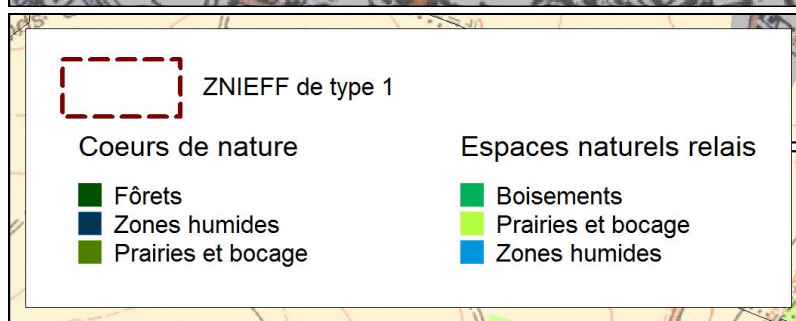 ZNIEFF de type 1
Coeurs de nature
Fôrets
Zones humides
Prairies et bocage
Espaces naturels relais
Boisements
Prairies et bocage
Zones humides